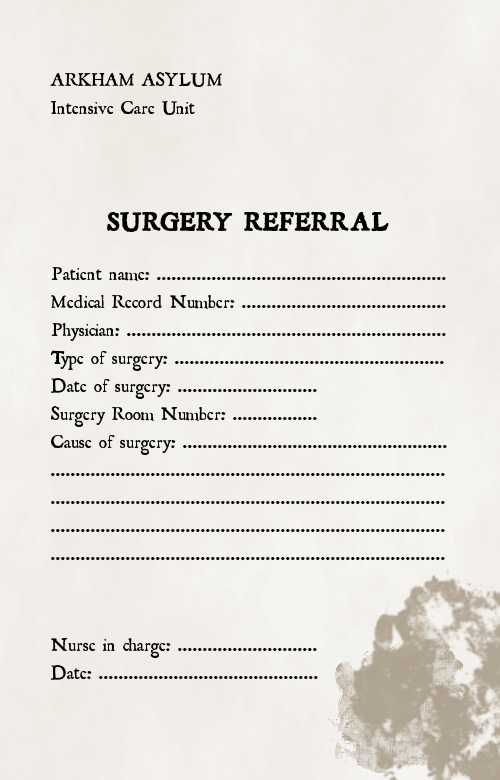 ARKHAM ASYLUM
Intensive Care Unit
SURGERY REFERRAL
Patient name: ................................................................
Medical Record Number: .............................................
Physician: .......................................................................
Type of surgery: ............................................................
Date of surgery: ...............................
Surgery Room Number: ...................
Cause of surgery: ..........................................................
.......................................................................................
.......................................................................................
.......................................................................................
.......................................................................................
Nurse in charge: ...............................
Date: .................................................